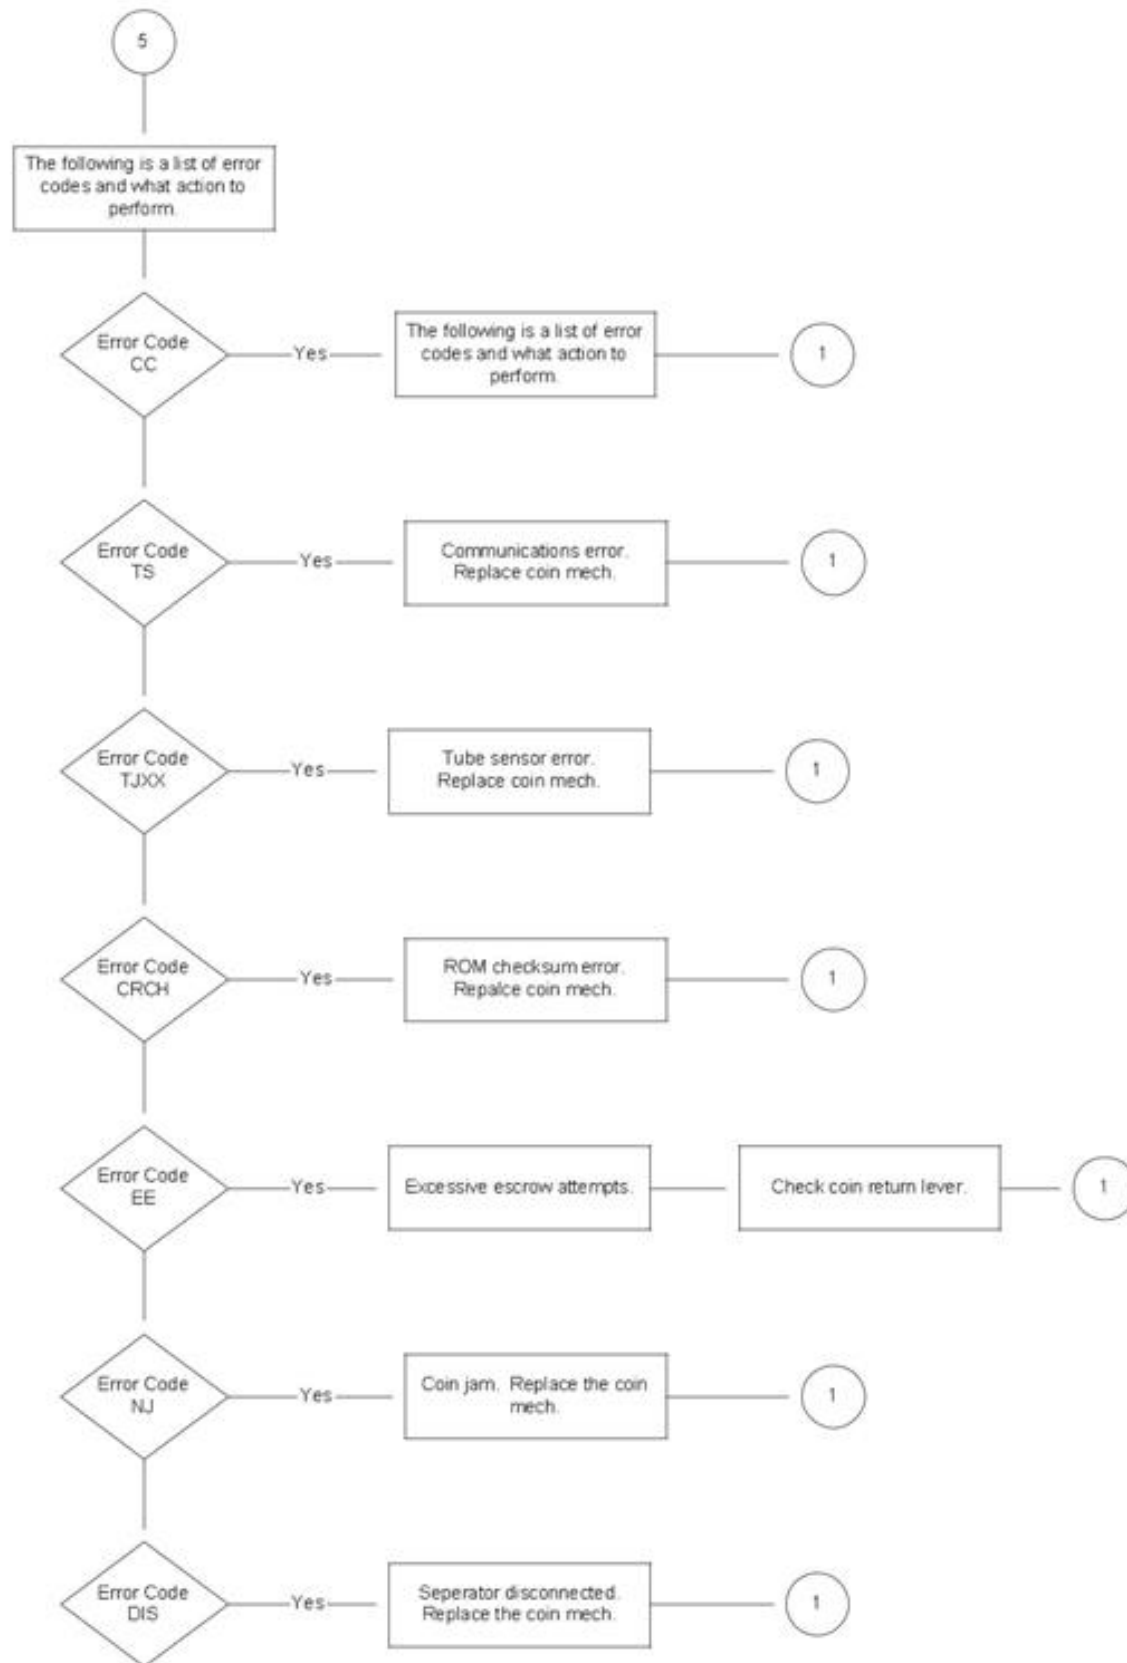 5
The following is a list of error
codes and what action to
perform.
Error Code
CC
Yes
The following is a list of error
codes and what action to
perform.
1
Error Code
TS
Yes
Communications error.
Replace coin mech.
1
Error Code
TJXX
Yes
Tube sensor error.
Replace coin mech.
1
Error Code
CRCH
Yes
ROM checksum error.
Repalce coin mech.
1
Error Code
EE
Yes
Excessive escrow attempts.
Check coin return lever.
1
Error Code
NJ
Yes
Coin jam. Replace the coin
mech.
1
Error Code
DIS
Yes
Seperator disconnected.
Replace the coin mech.
1